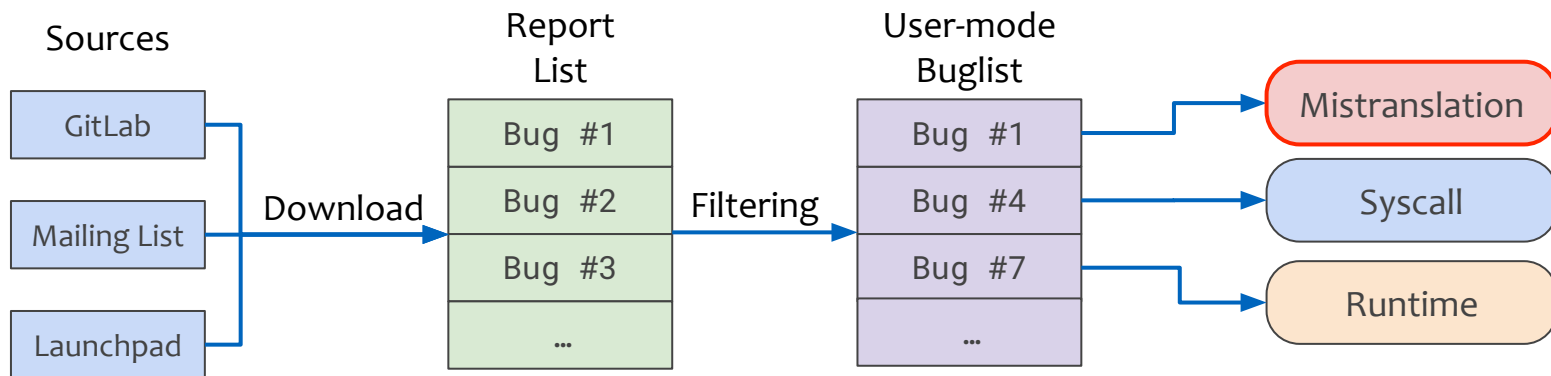 Sources
GitLab
Mailing List
Launchpad
Download
Report
List
Bug #1
Bug #2
Bug #3
…
Filtering
User-mode
Buglist
Bug #1
Bug #4
Bug #7
…
Mistranslation
Syscall
Runtime